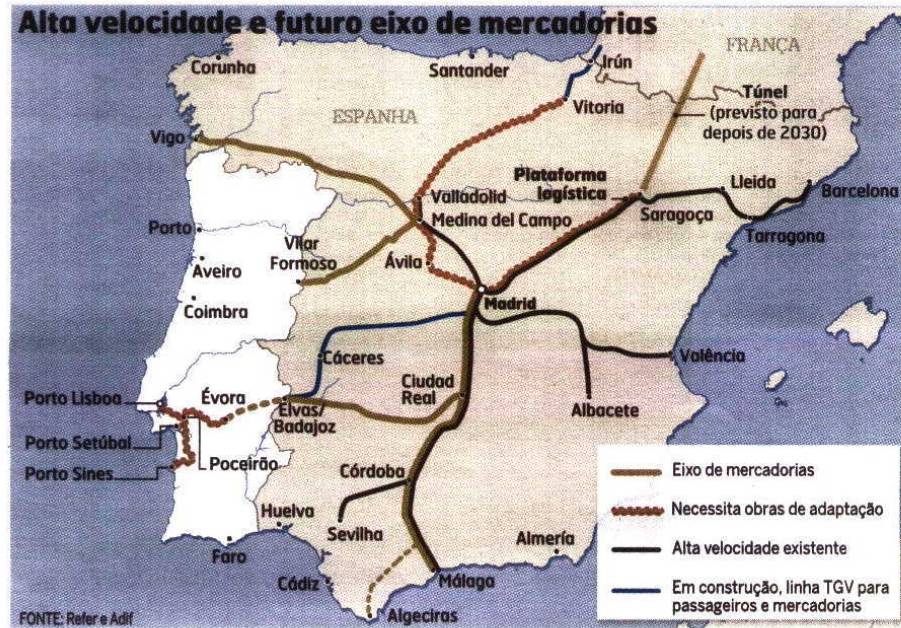 Alta velocidade e futuro eixo de mercadorias
FRANÇA
Corunha
Santander
Irún
Túnel
(previsto para
depois de 2030)
ESPANHA
Vitoria
Vigo
Plataforma
logística
Lleida
Barcelona
Valladolid
Saragoça
Medina del Campo
Tarragona
Porto
Vilar
Formoso
Ávila
Aveiro
Madrid
Coimbra
Cáceres
Valência
Ciudad
Real
Porto Lisboa
Évora
Elvas/
Badajoz
Albacete
Porto Setúbal
Porto Sines
Poceirão
Córdoba
Huelva
Sevilha
Faro
Almería
Cádiz
Málaga
Algeciras
Eixo de mercadorias
Necessita obras de adaptação
Alta velocidade existente
Em construção, linha TGV para
passageiros e mercadorias
FONTE: Refer e Adif